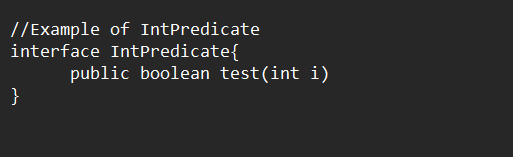 //Example of IntPredicate
interface IntPredicate{
      public boolean test(int i)
}